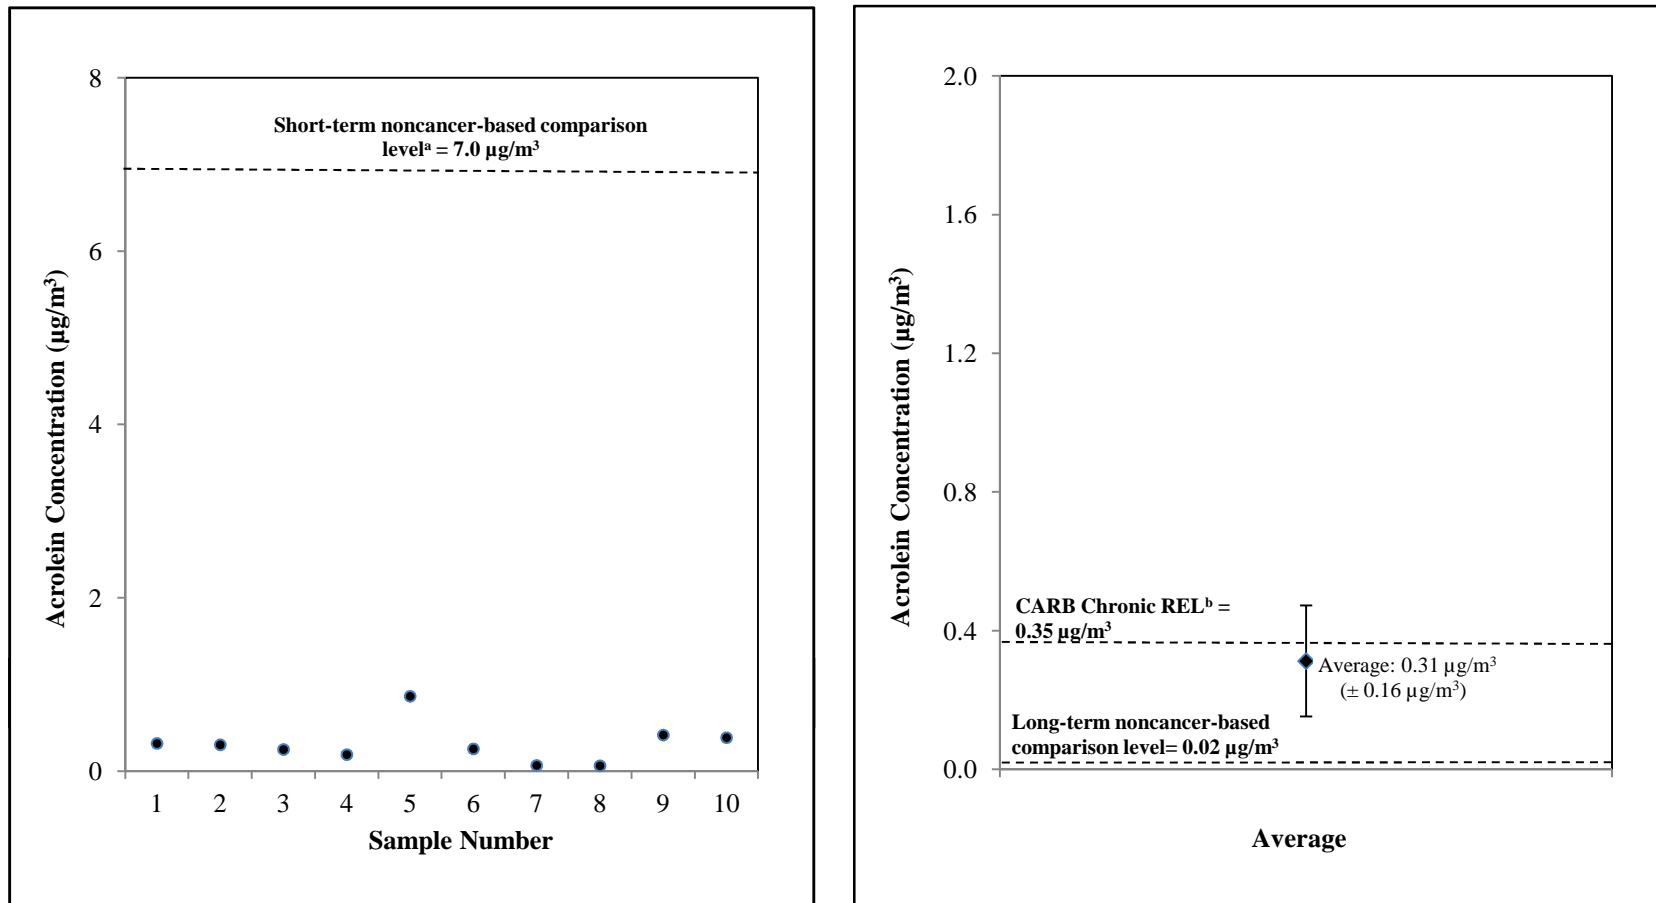 8
Short-term noncancer-based comparison
levelᵃ = 7.0 µg/m³
6
4
2
0
Acrolein Concentration (µg/m³)
1 2 3 4 5 6 7 8 9 10
Sample Number
2.0
1.6
1.2
0.8
0.4
0.0
Acrolein Concentration (µg/m³)
CARB Chronic RELᵇ =
0.35 µg/m³
Average: 0.31 µg/m³
(± 0.16 µg/m³)
Long-term noncancer-based
comparison level= 0.02 µg/m³
Average